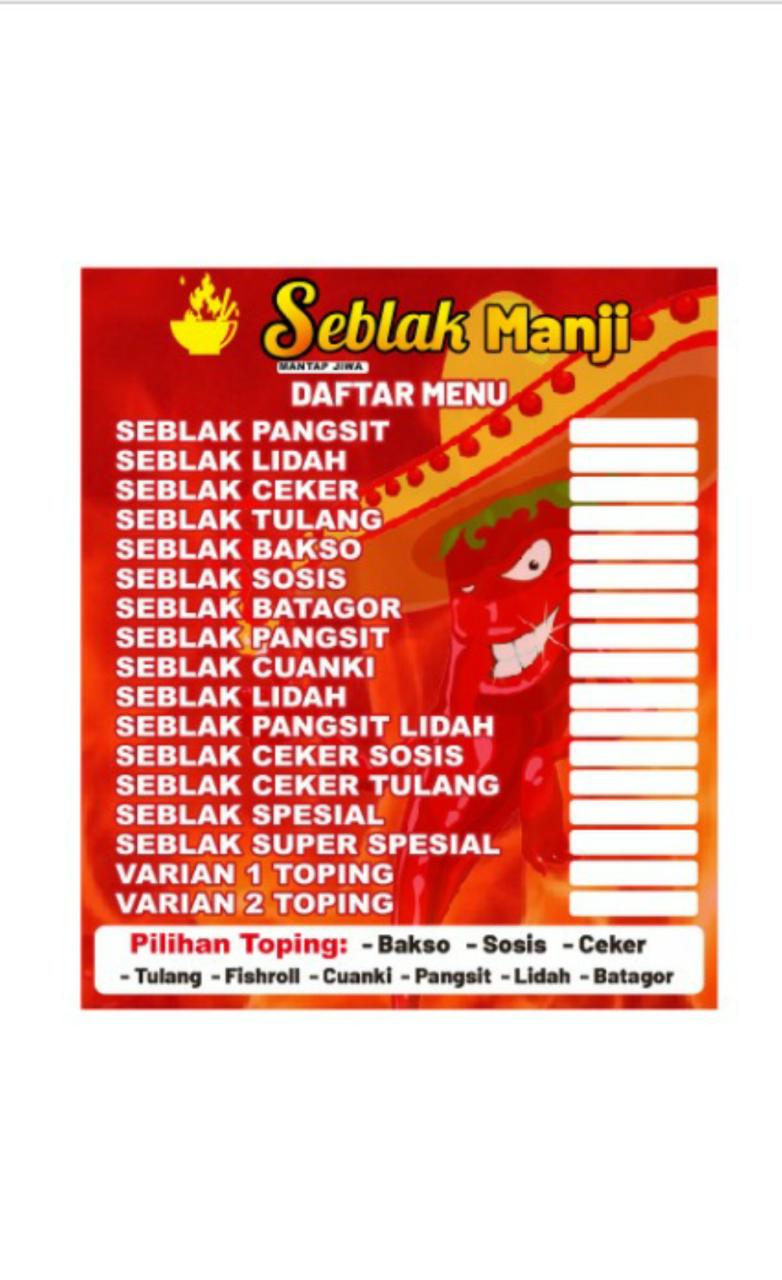 Seblak Manji
MANTAP JIWA
DAFTAR MENU
SEBLAK PANGSIT
SEBLAK LIDAH
SEBLAK CEKER
SEBLAK TULANG
SEBLAK BAKSO
SEBLAK SOSIS
SEBLAK BATAGOR
SEBLAK PANGSIT
SEBLAK CUANKI
SEBLAK LIDAH
SEBLAK PANGSIT LIDAH
SEBLAK CEKER SOSIS
SEBLAK CEKER TULANG
SEBLAK SPESIAL
SEBLAK SUPER SPESIAL
VARIAN 1 TOPING
VARIAN 2 TOPING
Pilihan Toping: - Bakso - Sosis - Ceker
- Tulang - Fishroll - Cuanki - Pangsit - Lidah - Batagor